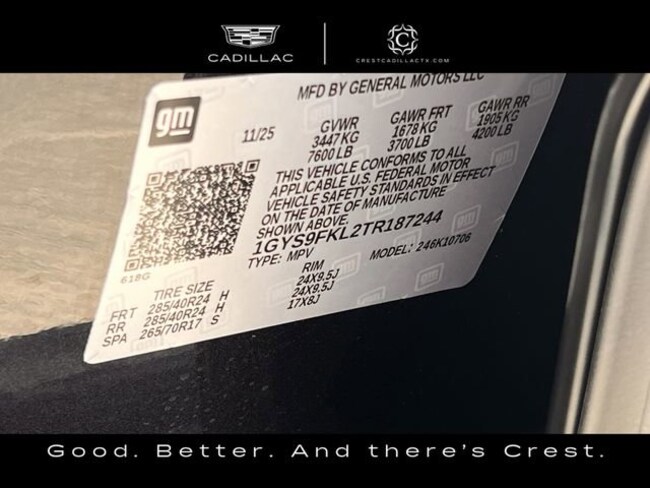 CADILLAC
C
CRESTCADILLACTX.COM
MFD BY GENERAL MOTORS LLC
gm
11/25 GVWR GAWR FRT GAWR RR
3447 KG 1678 KG 1905 KG
7600 LB 3700 LB 4200 LB
THIS VEHICLE CONFORMS TO ALL
APPLICABLE U.S. FEDERAL MOTOR
VEHICLE SAFETY STANDARDS IN EFFECT
ON THE DATE OF MANUFACTURE
SHOWN ABOVE.
1GYS9FKL2TR187244
TYPE: MPV MODEL: 246K10706
618G
TIRE SIZE RIM
FRT 285/40R24 H 24X9.5J
RR 285/40R24 H 24X9.5J
SPA 265/70R17 S 17X8J
Good. Better. And there's Crest.